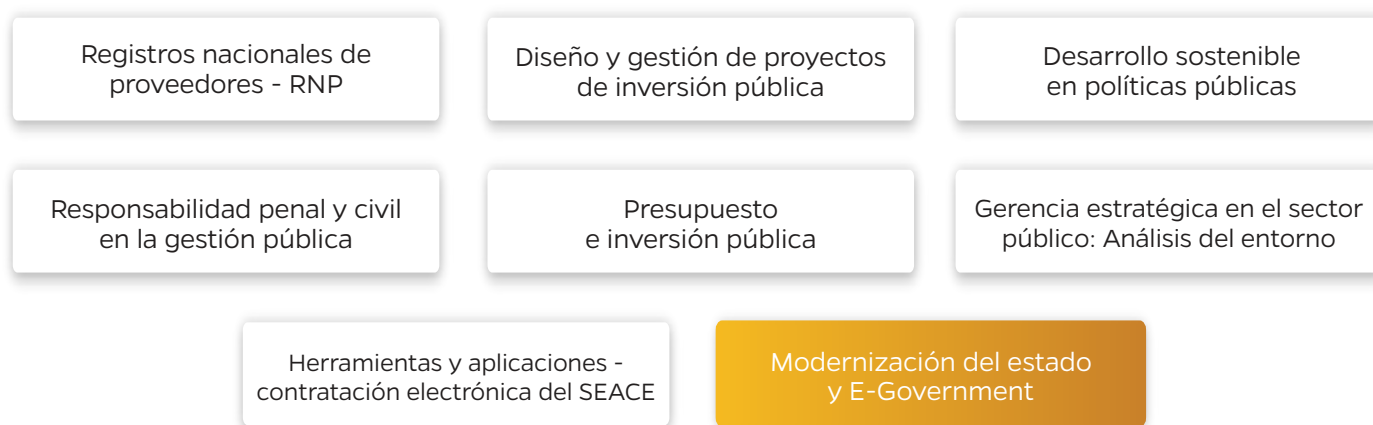 Registros nacionales de
proveedores - RNP
Diseño y gestión de proyectos
de inversión pública
Desarrollo sostenible
en políticas públicas
Responsabilidad penal y civil
en la gestión pública
Presupuesto
e inversión pública
Gerencia estratégica en el sector
público: Análisis del entorno
Herramientas y aplicaciones -
contratación electrónica del SEACE
Modernización del estado
y E-Government